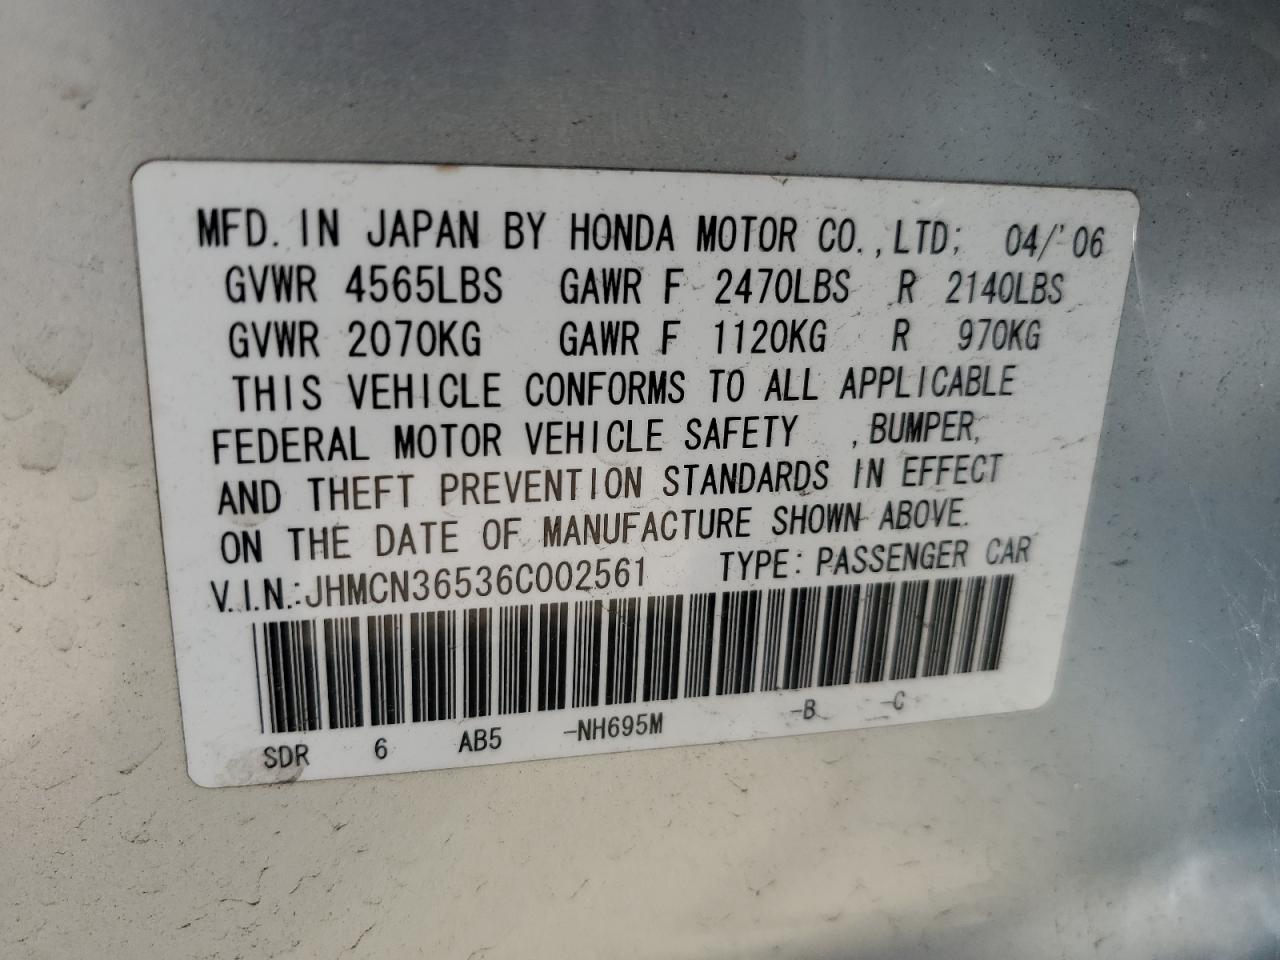 MFD. IN JAPAN BY HONDA MOTOR CO., LTD; 04/'06
GVWR 4565LBS GAWR F 2470LBS R 2140LBS
GVWR 2070KG GAWR F 1120KG R 970KG
THIS VEHICLE CONFORMS TO ALL APPLICABLE
FEDERAL MOTOR VEHICLE SAFETY , BUMPER,
AND THEFT PREVENTION STANDARDS IN EFFECT
ON THE DATE OF MANUFACTURE SHOWN ABOVE.
V.I.N.:JHMCN36536C002561 TYPE: PASSENGER CAR
SDR 6 AB5 -NH695M -B -C